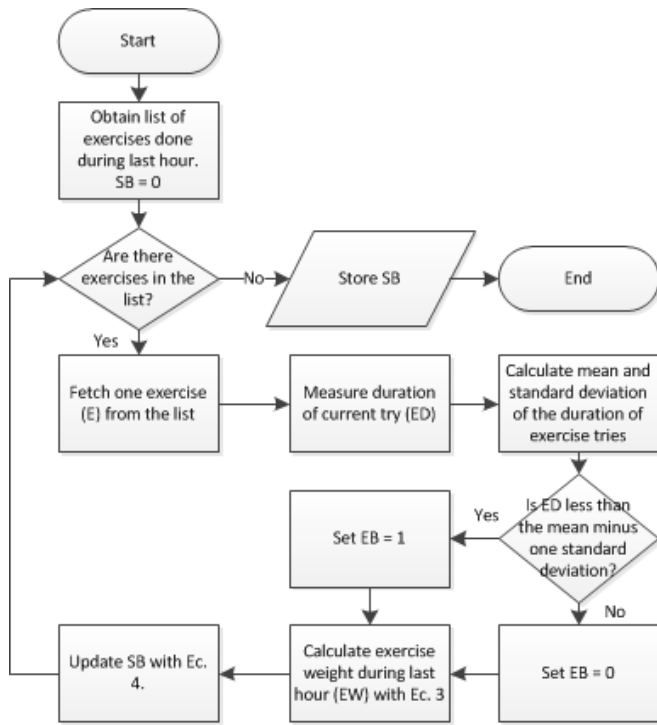 Start
Obtain list of
exercises done
during last hour.
SB = 0
Are there
exercises in the
list?
No
Store SB
End
Yes
Fetch one exercise
(E) from the list
Measure duration
of current try (ED)
Calculate mean and
standard deviation
of the duration of
exercise tries
Is ED less than
the mean minus
one standard
deviation?
Yes
Set EB = 1
No
Set EB = 0
Calculate exercise
weight during last
hour (EW) with Ec. 3
Update SB with Ec.
4.